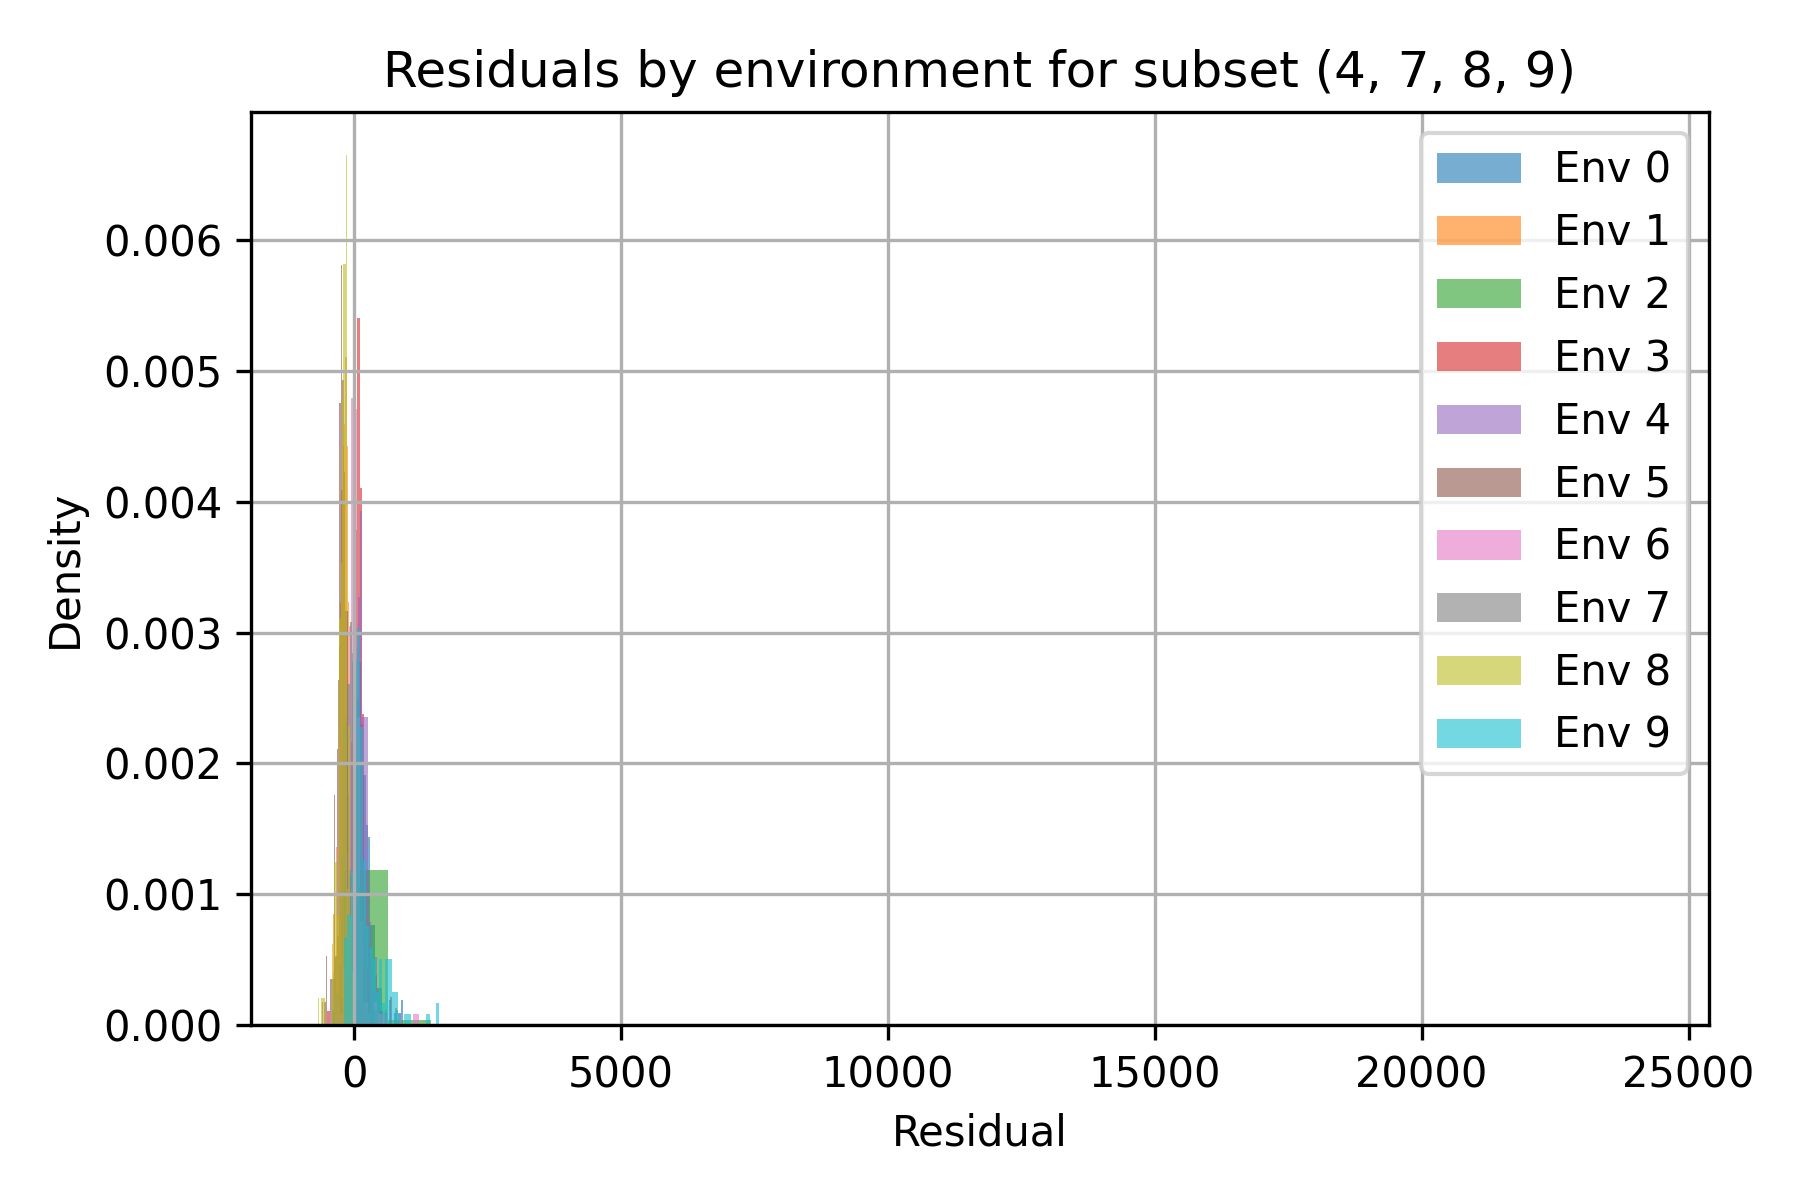 Residuals by environment for subset (4, 7, 8, 9)
Density
0.006
0.005
0.004
0.003
0.002
0.001
0.000
0
5000
10000
15000
20000
25000
Residual
Env 0
Env 1
Env 2
Env 3
Env 4
Env 5
Env 6
Env 7
Env 8
Env 9